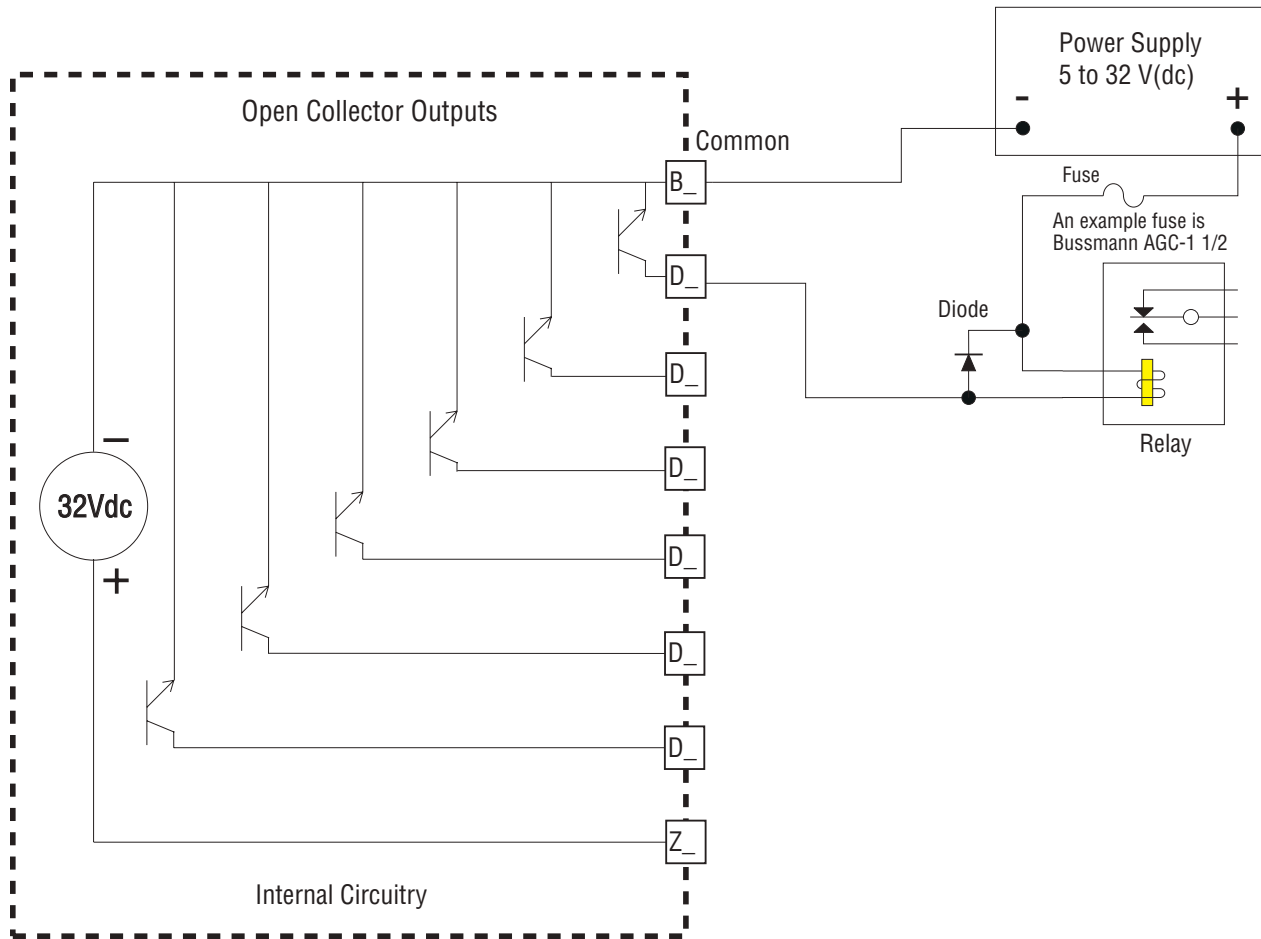 Power Supply
5 to 32 V(dc)
- +
Open Collector Outputs
Common
B_
Fuse
An example fuse is
Bussmann AGC-1 1/2
D_
Diode
D_
Relay
D_
−
32Vdc
+
D_
D_
D_
Z_
Internal Circuitry